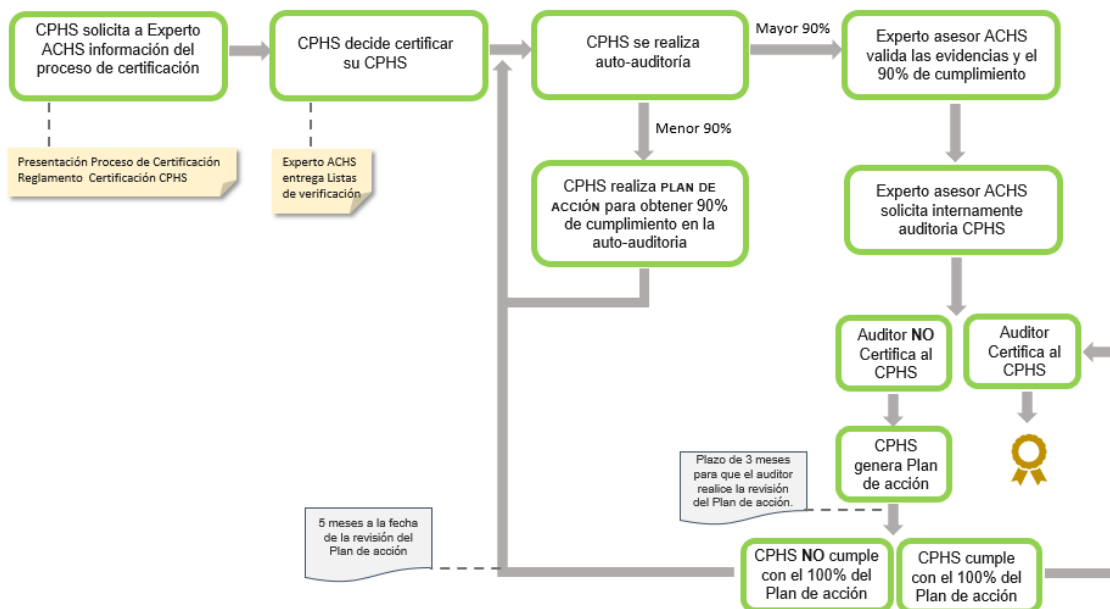 CPHS solicita a Experto
ACHS información del
proceso de certificación
CPHS decide certificar
su CPHS
CPHS se realiza
auto-auditoría
Mayor 90%
Experto asesor ACHS
valida las evidencias y el
90% de cumplimiento
Presentación Proceso de Certificación
Reglamento Certificación CPHS
Experto ACHS
entrega Listas
de verificación
Menor 90%
CPHS realiza PLAN DE
ACCIÓN para obtener 90%
de cumplimiento en la
auto-auditoria
Experto asesor ACHS
solicita internamente
auditoria CPHS
Auditor NO
Certifica al
CPHS
Auditor
Certifica al
CPHS
CPHS
genera Plan
de acción
Plazo de 3 meses
para que el auditor
realice la revisión
del Plan de acción.
5 meses a la fecha
de la revisión del
Plan de acción
CPHS NO cumple
con el 100% del
Plan de acción
CPHS cumple
con el 100% del
Plan de acción